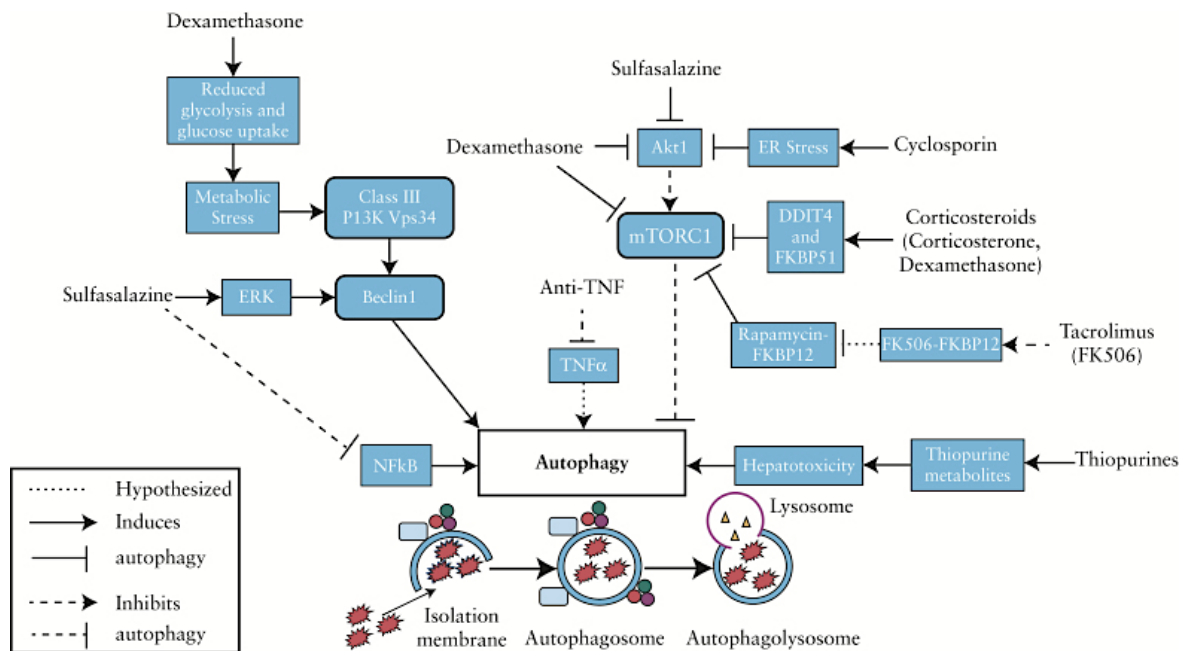 Dexamethasone
Reduced
glycolysis and
glucose uptake
Metabolic
Stress
Class III
P13K Vps34
Sulfasalazine
ERK
Beclin1
Sulfasalazine
Dexamethasone
Akt1
ER Stress
Cyclosporin
mTORC1
DDIT4
and
FKBP51
Corticosteroids
(Corticosterone,
Dexamethasone)
Anti-TNF
TNFα
Rapamycin-
FKBP12
FK506-FKBP12
Tacrolimus
(FK506)
NFkB
Autophagy
Hepatotoxicity
Thiopurine
metabolites
Thiopurines
Hypothesized
Induces
autophagy
Inhibits
autophagy
Isolation
membrane
Autophagosome
Lysosome
Autophagolysosome